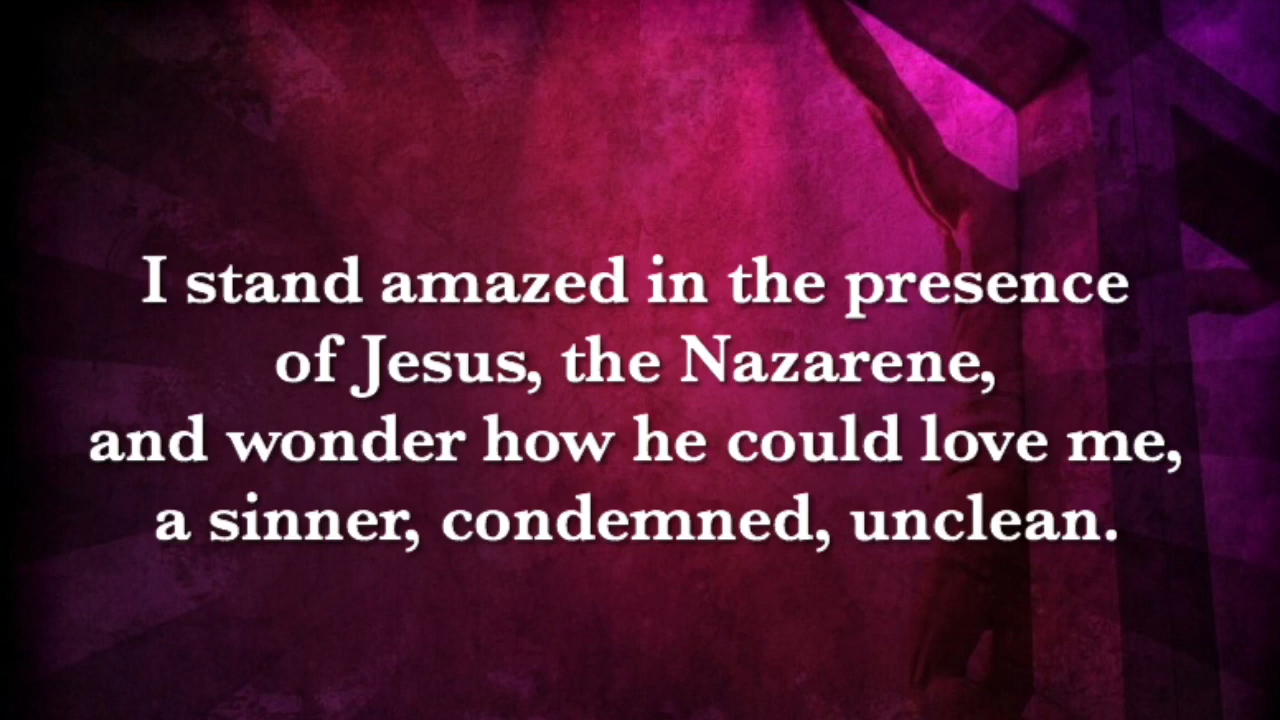 I stand amazed in the presence
of Jesus, the Nazarene,
and wonder how he could love me,
a sinner, condemned, unclean.